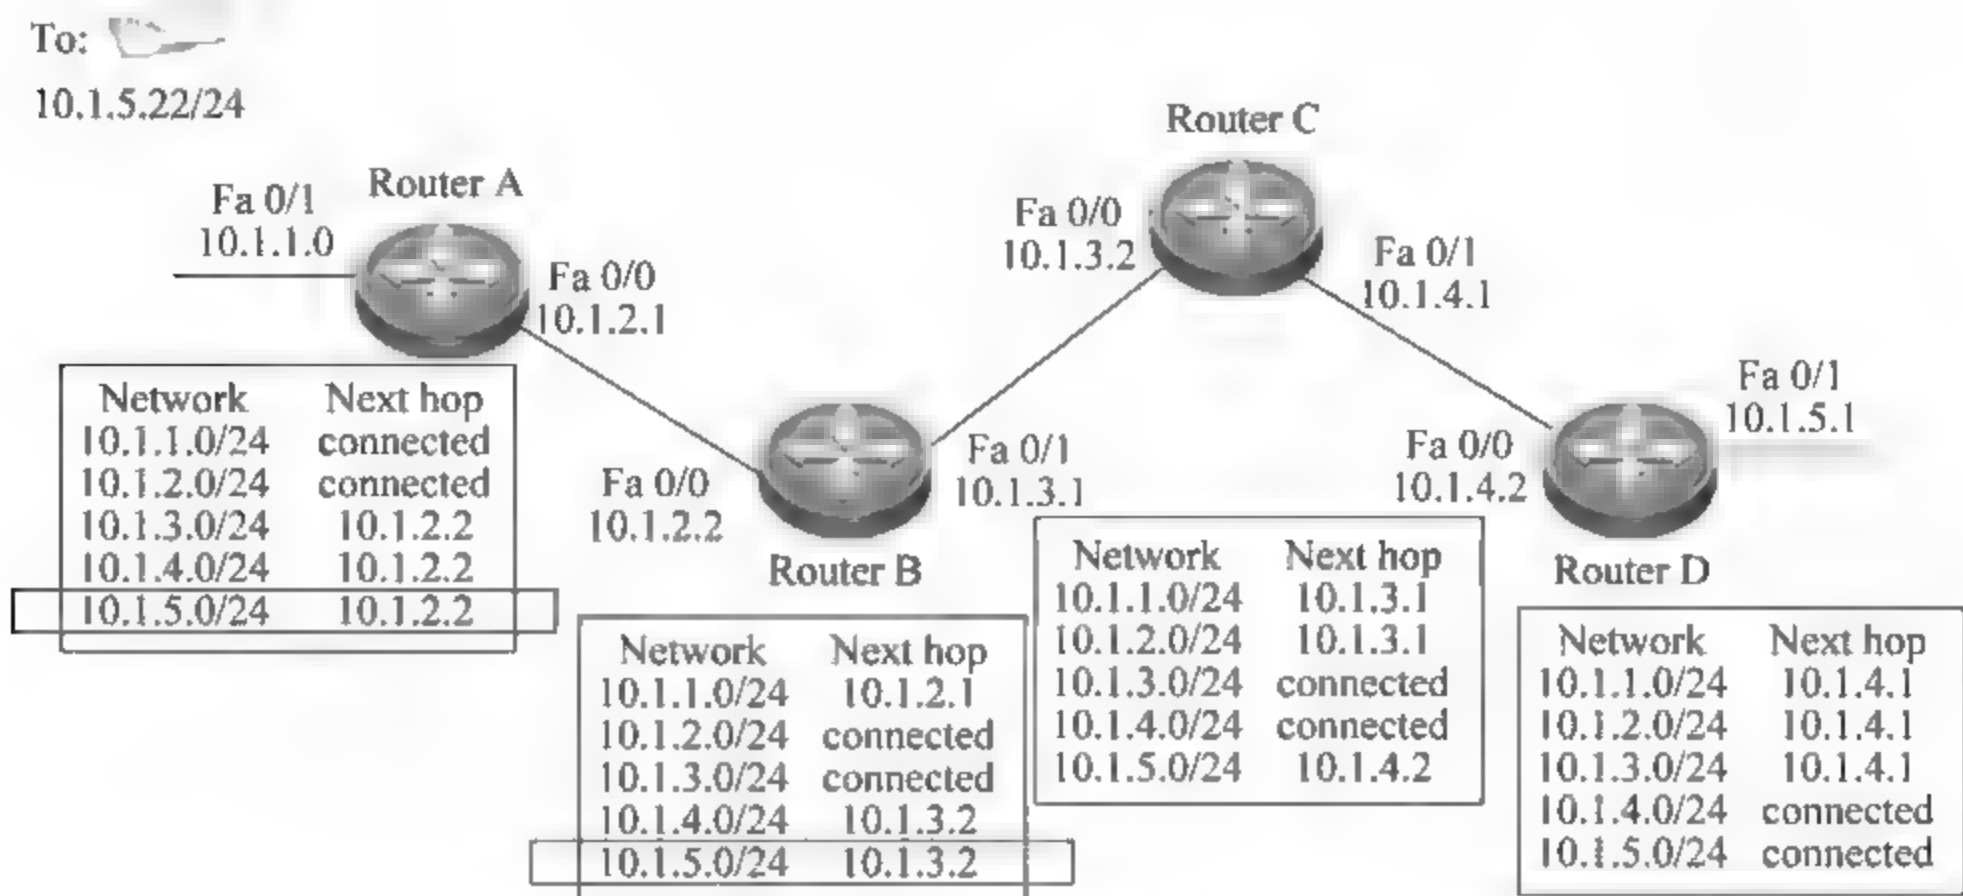 To:
10.1.5.22/24
Router C
Router A
Fa 0/1
10.1.1.0
Fa 0/0
10.1.2.1
Fa 0/0
10.1.3.2
Fa 0/1
10.1.4.1
Fa 0/1
10.1.5.1
Fa 0/0
10.1.2.2
Fa 0/1
10.1.3.1
Fa 0/0
10.1.4.2
Router B
Router D
Network Next hop
10.1.1.0/24 connected
10.1.2.0/24 connected
10.1.3.0/24 10.1.2.2
10.1.4.0/24 10.1.2.2
10.1.5.0/24 10.1.2.2
Network Next hop
10.1.1.0/24 10.1.2.1
10.1.2.0/24 connected
10.1.3.0/24 connected
10.1.4.0/24 10.1.3.2
10.1.5.0/24 10.1.3.2
Network Next hop
10.1.1.0/24 10.1.3.1
10.1.2.0/24 10.1.3.1
10.1.3.0/24 connected
10.1.4.0/24 connected
10.1.5.0/24 10.1.4.2
Network Next hop
10.1.1.0/24 10.1.4.1
10.1.2.0/24 10.1.4.1
10.1.3.0/24 10.1.4.1
10.1.4.0/24 connected
10.1.5.0/24 connected